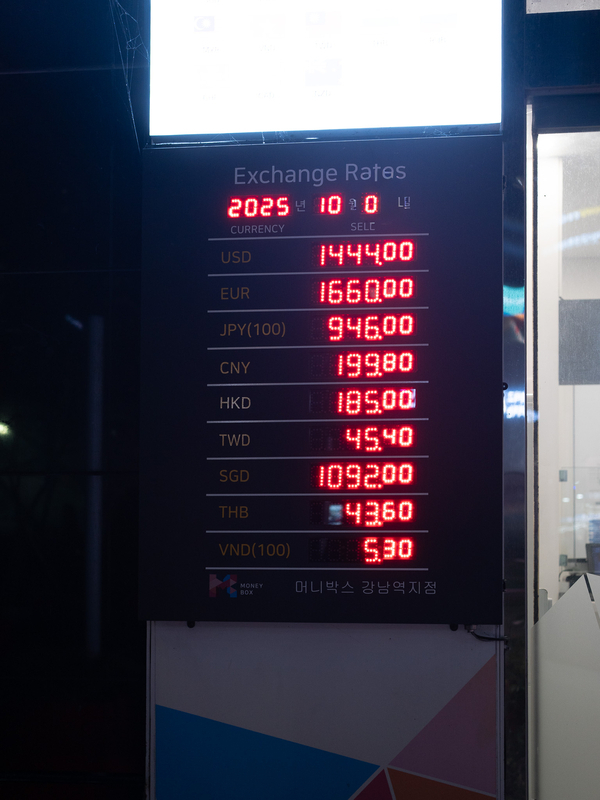 Exchange Rates
2025 년 10 월 0 일
CURRENCY SELL
USD 1444.00
EUR 1660.00
JPY(100) 946.00
CNY 199.80
HKD 185.00
TWD 45.40
SGD 1092.00
THB 43.60
VND(100) 5.30
MONEY
BOX
머니박스 강남역지점